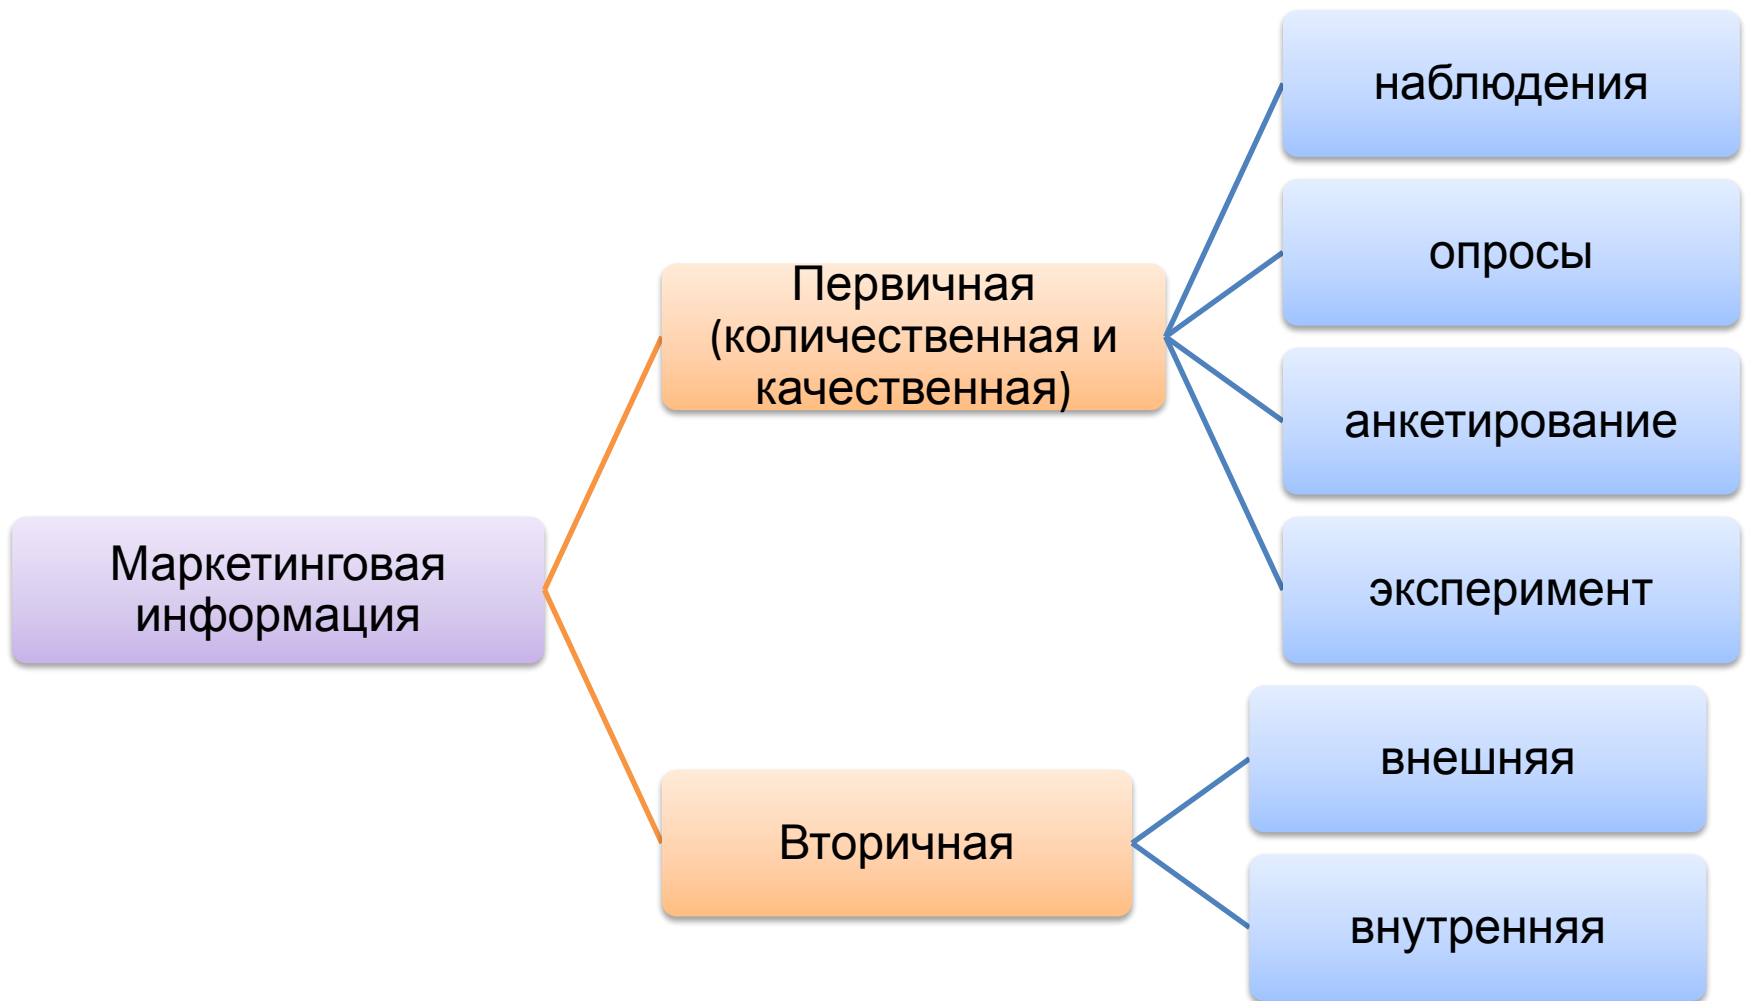 Маркетинговая
информация
Первичная
(количественная и
качественная)
наблюдения
опросы
анкетирование
эксперимент
Вторичная
внешняя
внутренняя